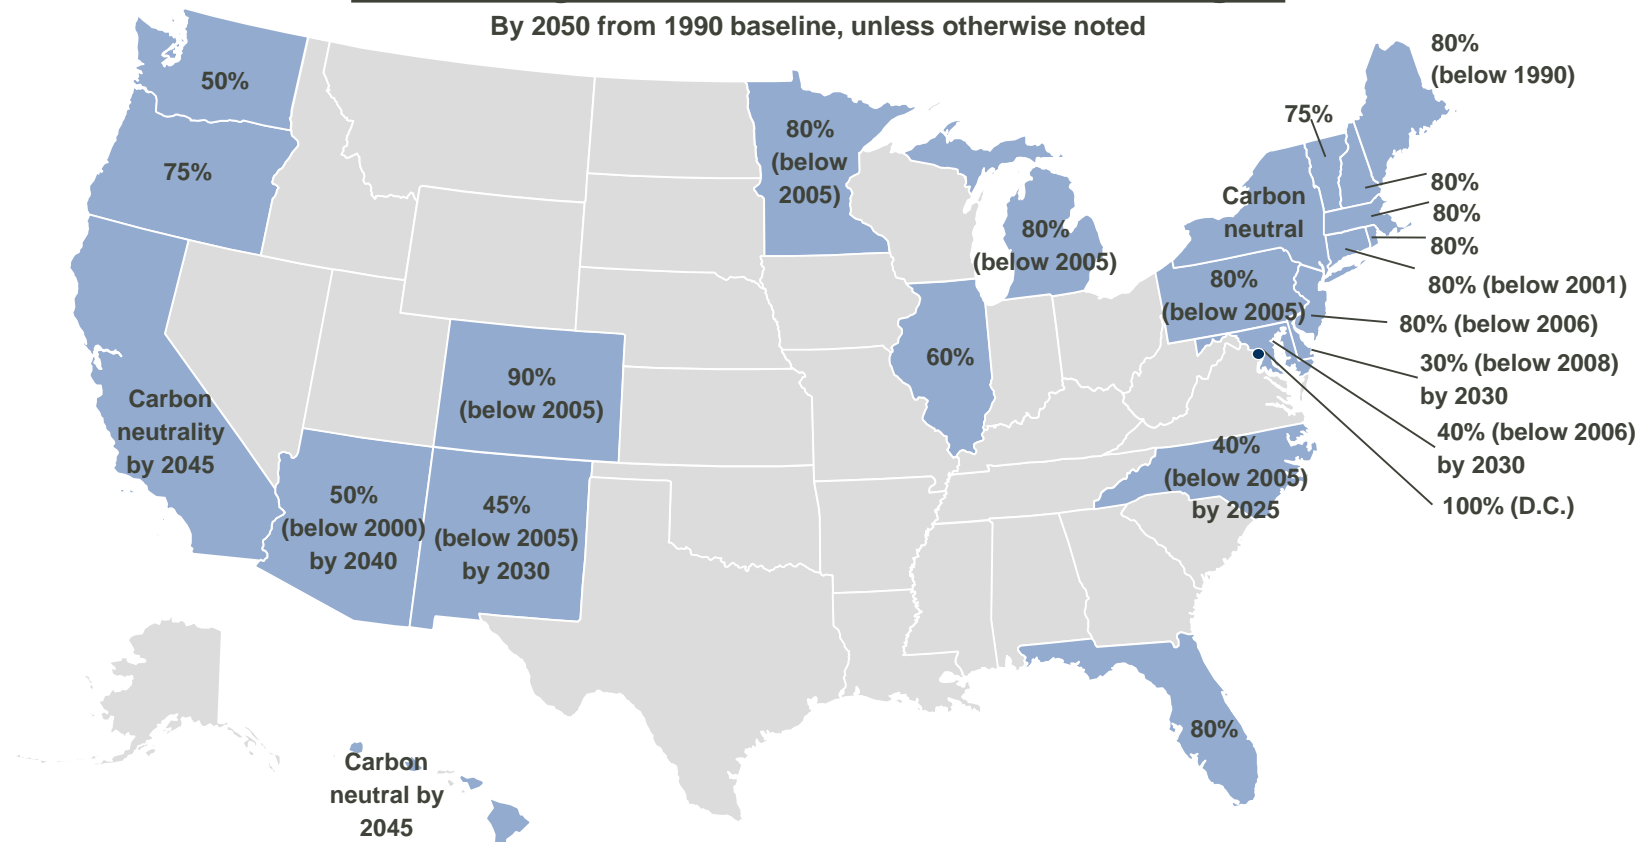 By 2050 from 1990 baseline, unless otherwise noted
80%
(below 1990)
50%
75%
80%
(below
2005)
75%
Carbon
neutral
80%
80%
80%
80% (below 2001)
80% (below 2006)
30% (below 2008)
by 2030
40% (below 2006)
by 2030
100% (D.C.)
80%
(below 2005)
80%
(below 2005)
60%
90%
(below 2005)
Carbon
neutrality
by 2045
50%
(below 2000)
by 2040
45%
(below 2005)
by 2030
40%
(below 2005)
by 2025
80%
Carbon
neutral by
2045